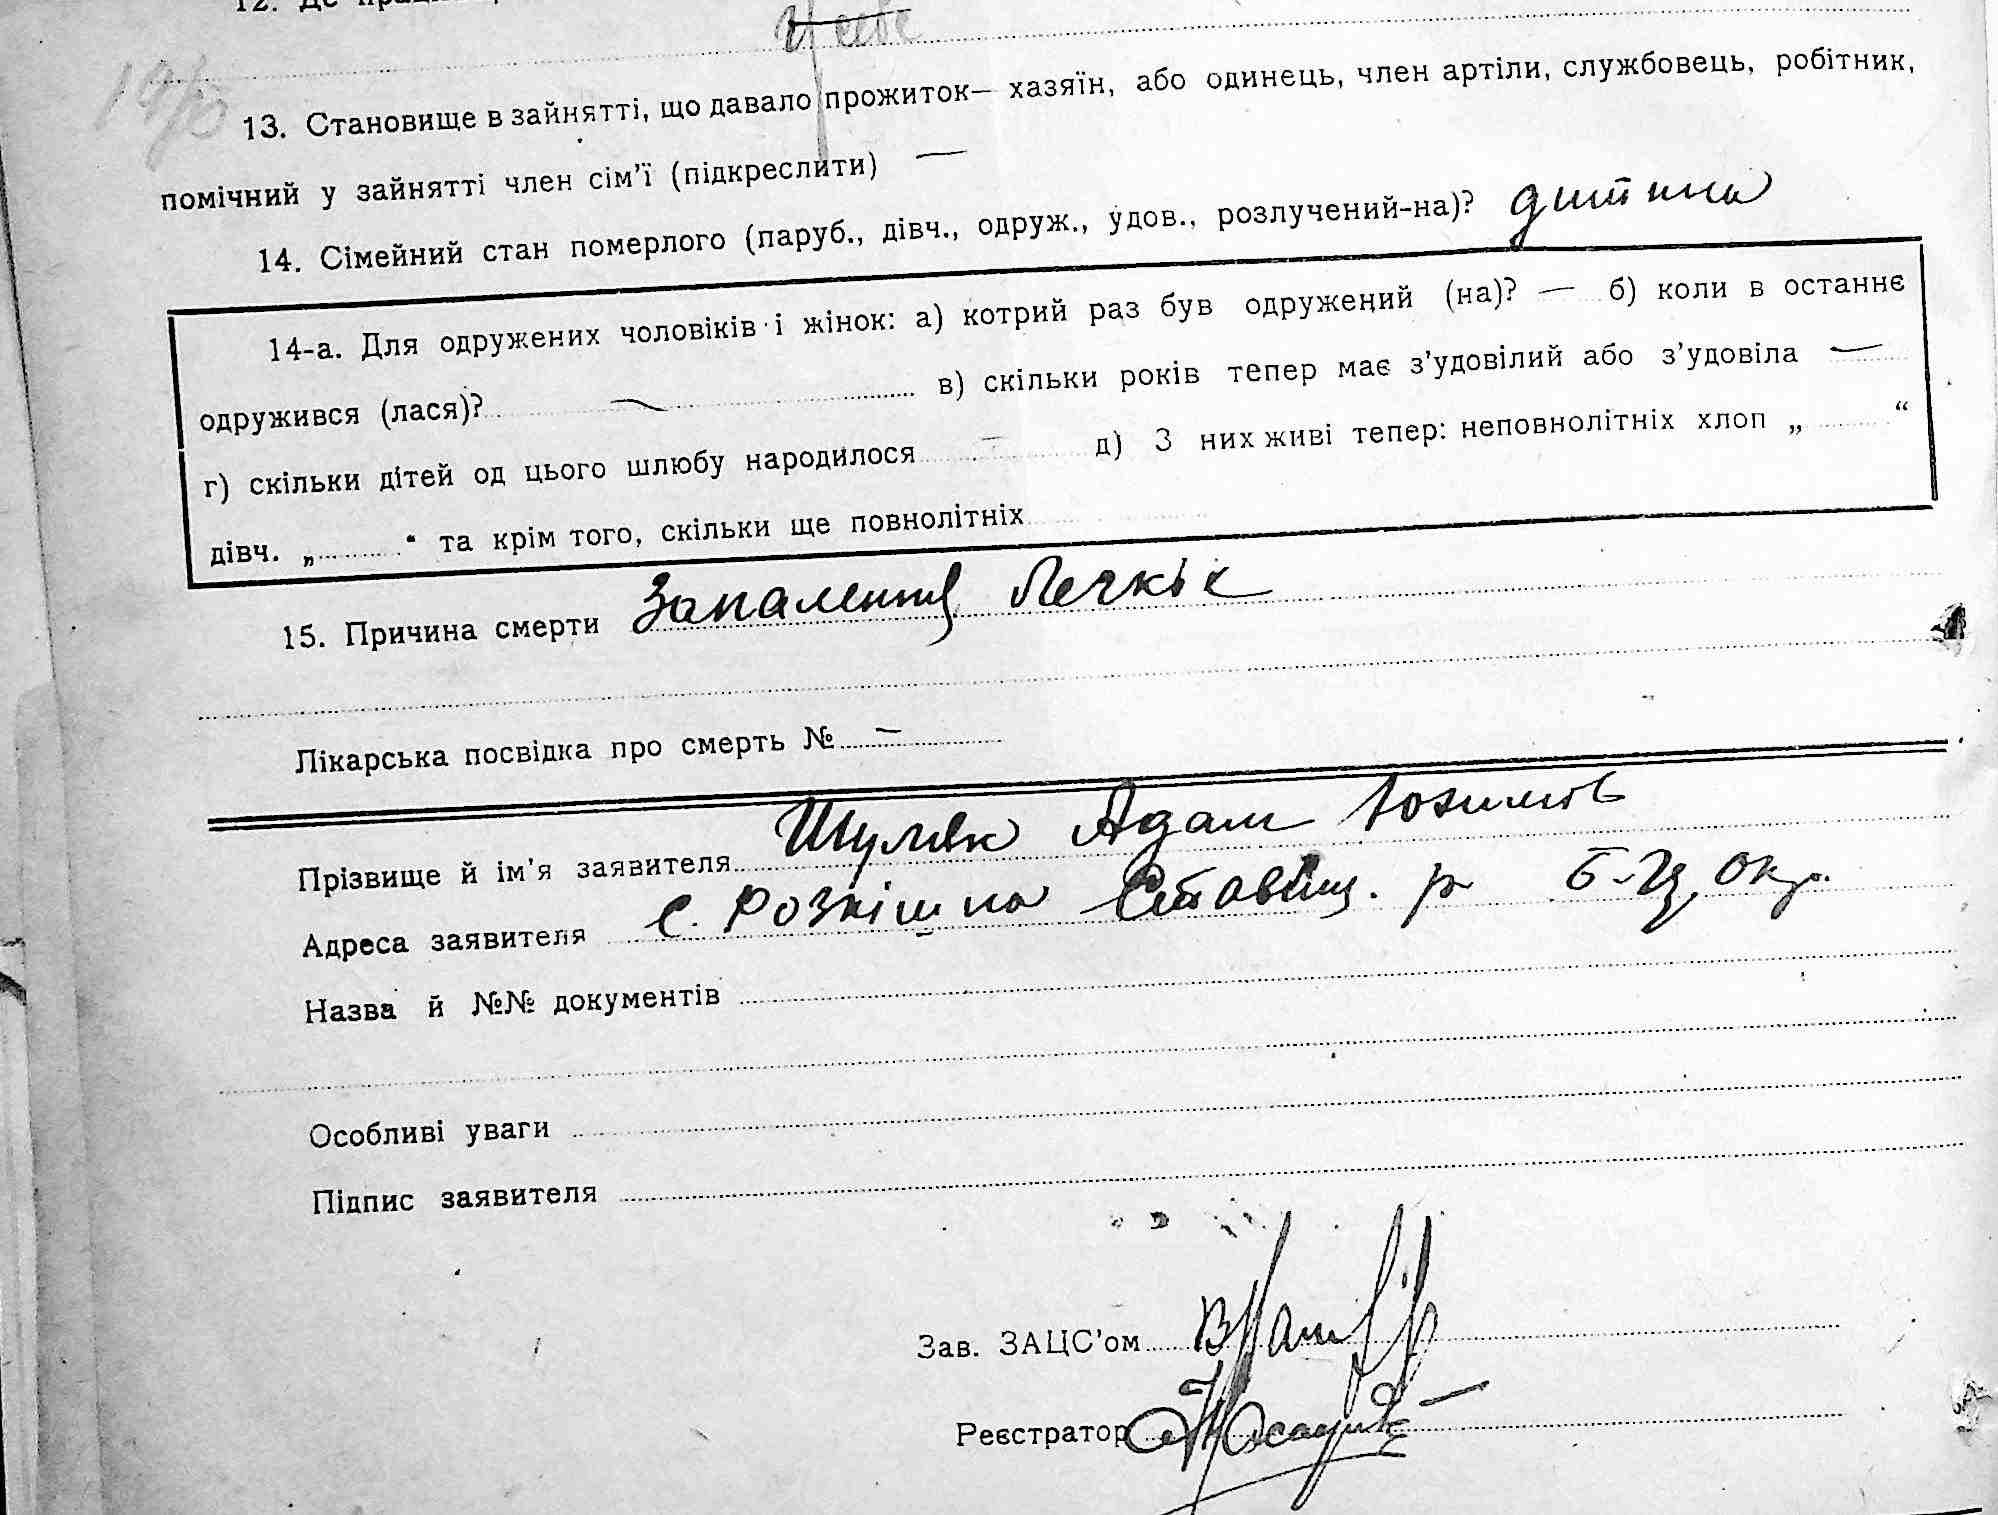 12. Де
у себе
13. Становище в зайнятті, що давало прожиток— хазяїн, або одинець, член артіли, службовець, робітник,
помічний у зайнятті член сім’ї (підкреслити) —
14. Сімейний стан померлого (паруб., дівч., одруж., удов., розлучений-на)? дитина
14-а. Для одружених чоловіків і жінок: а) котрий раз був одружений (на)? — б) коли в останнє
одружився (лася)? — в) скільки років тепер має з’удовілий або з’удовіла —
г) скільки дітей од цього шлюбу народилося — д) З них живі тепер: неповнолітніх хлоп „ “
дівч. „ “ та крім того, скільки ще повнолітніх
15. Причина смерти Запалення Легкіх
Лікарська посвідка про смерть № —
Прізвище й ім’я заявителя Шуляк Адам
Адреса заявителя с. Розкішна Ставищ. р Б-Ц, Окр.
Назва й №№ документів
Особливі уваги
Підпис заявителя
Зав. ЗАЦС’ом
Реєстратор